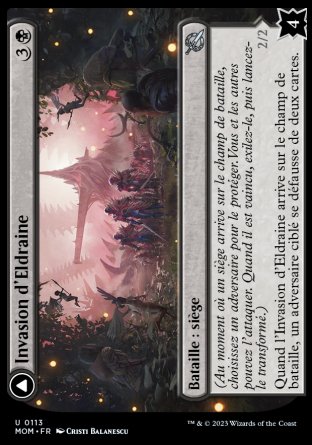 Invasion d'Eldraine
3
Bataille : siège
(Au moment où un siège arrive sur le champ de bataille,
choisissez un adversaire pour le protéger. Vous et les autres
pouvez l'attaquer. Quand il est vaincu, exilez-le, puis lancez-
le transformé.)
2/2
Quand l'Invasion d'Eldraine arrive sur le champ de
bataille, un adversaire ciblé se défausse de deux cartes.
4
U 0113
MOM • FR Cristi Balanescu
™ & © 2023 Wizards of the Coast